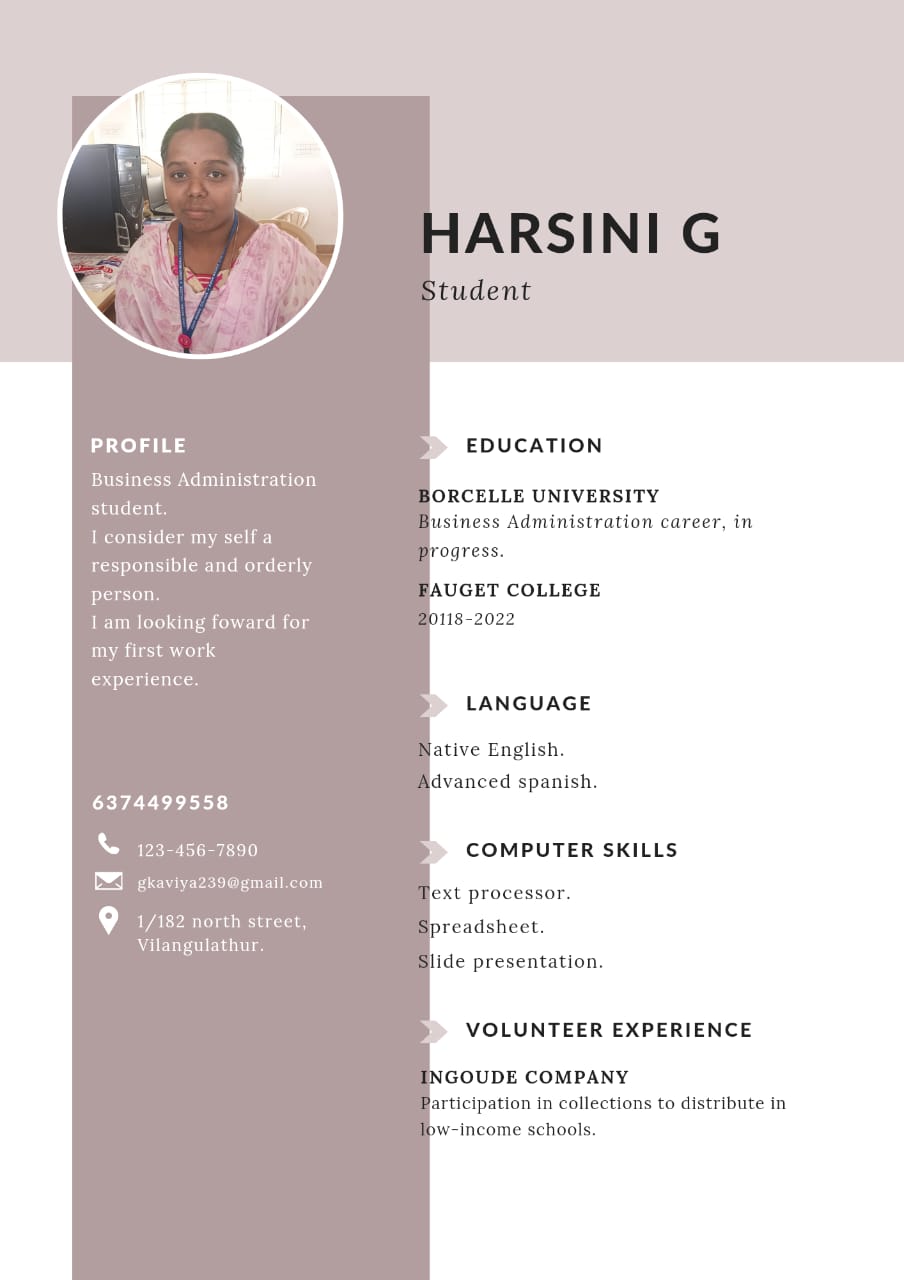 HARSINI G
Student
PROFILE
Business Administration
student.
I consider my self a
responsible and orderly
person.
I am looking foward for
my first work
experience.
6374499558
123-456-7890
gkaviya239@gmail.com
1/182 north street,
Vilangulathur.
EDUCATION
BORCELLE UNIVERSITY
Business Administration career, in
progress.
FAUGET COLLEGE
20118-2022
LANGUAGE
Native English.
Advanced spanish.
COMPUTER SKILLS
Text processor.
Spreadsheet.
Slide presentation.
VOLUNTEER EXPERIENCE
INGOUDE COMPANY
Participation in collections to distribute in
low-income schools.